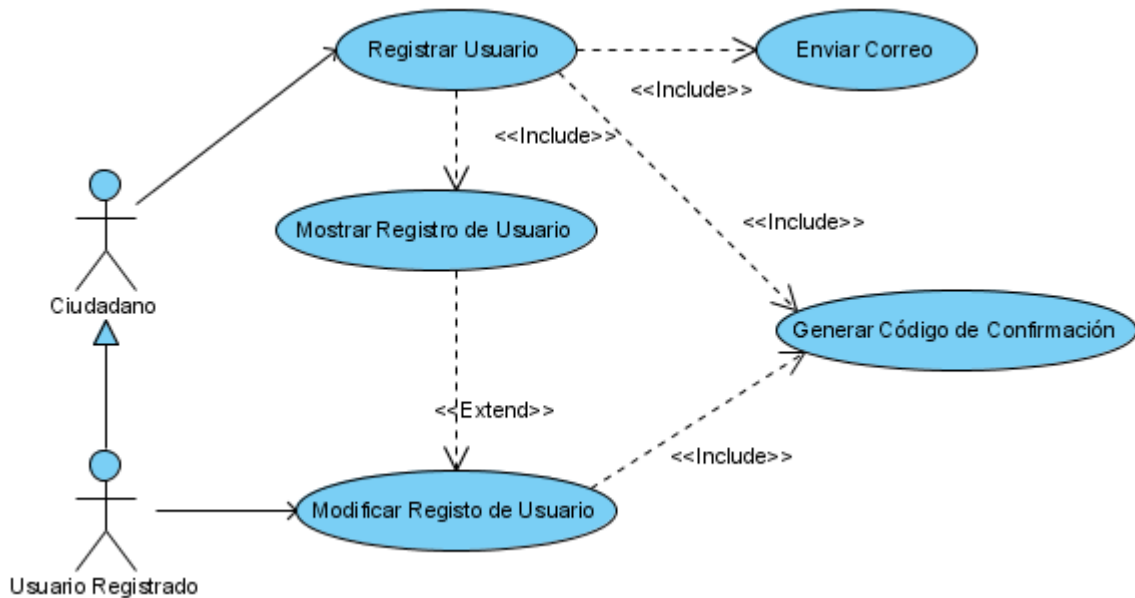 Registrar Usuario
Enviar Correo
<<Include>>
<<Include>>
Mostrar Registro de Usuario
<<Include>>
Ciudadano
Generar Código de Confirmación
<<Extend>>
<<Include>>
Modificar Registo de Usuario
Usuario Registrado